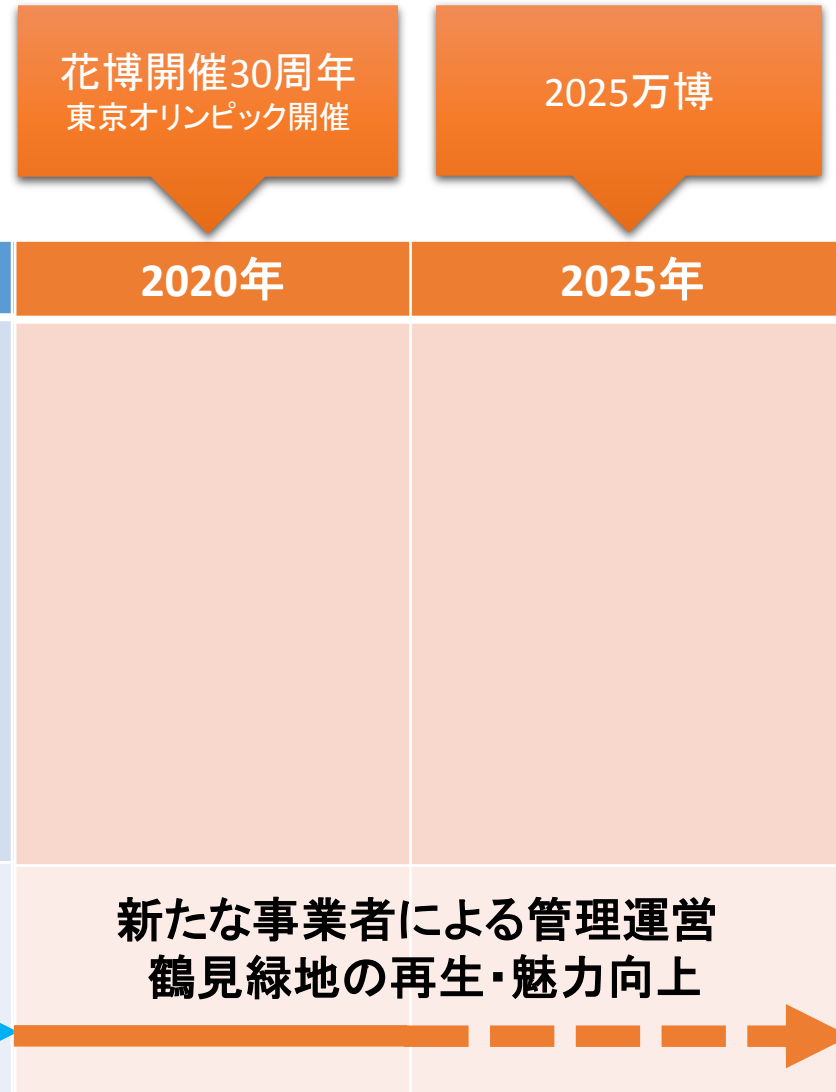 花博開催30周年
東京オリンピック開催
2025万博
2020年
2025年
新たな事業者による管理運営
鶴見緑地の再生・魅力向上